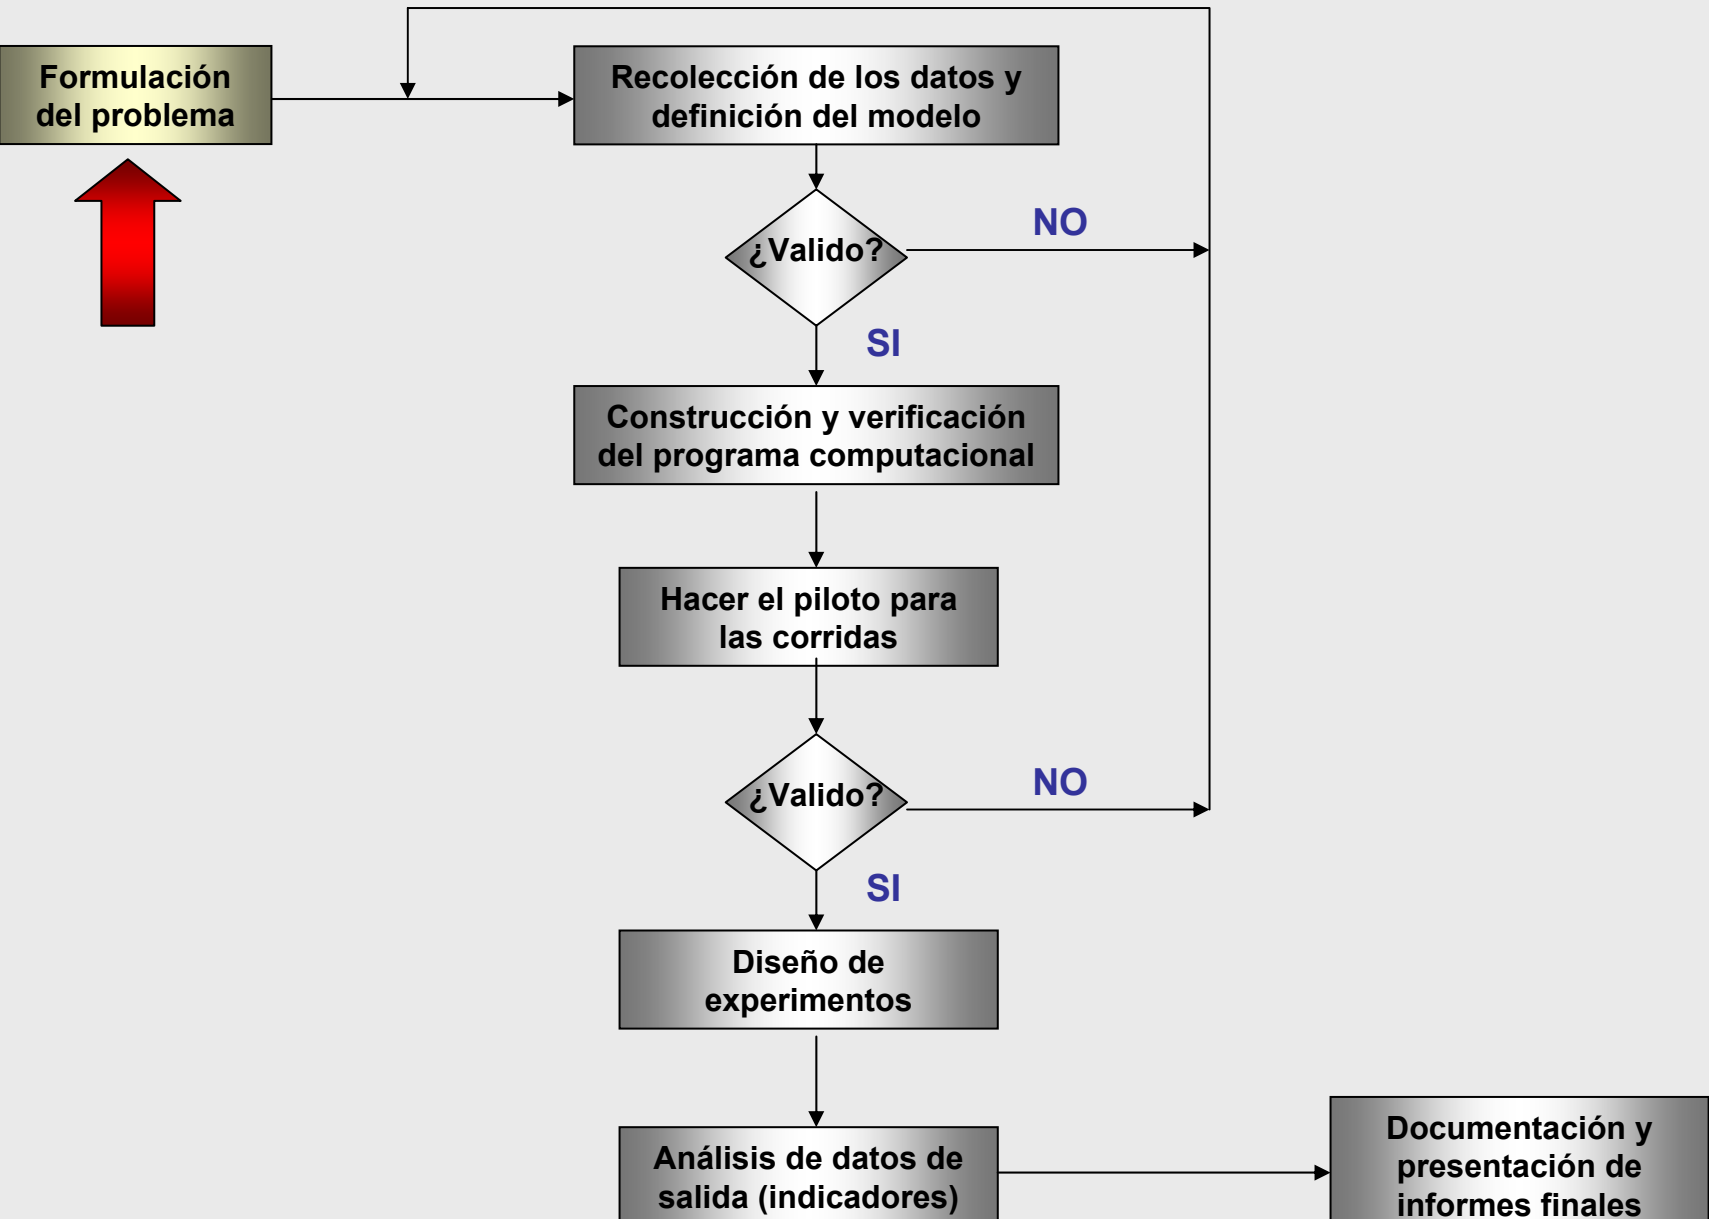 Formulación
del problema
Recolección de los datos y
definición del modelo
¿Valido?
NO
SI
Construcción y verificación
del programa computacional
Hacer el piloto para
las corridas
¿Valido?
NO
SI
Diseño de
experimentos
Análisis de datos de
salida (indicadores)
Documentación y
presentación de
informes finales